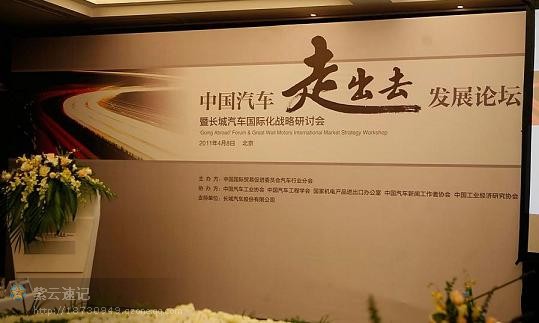 中国汽车 走出去 发展论坛
暨长城汽车国际化战略研讨会
'Going Abroad' Forum & Great Wall Motors International Market Strategy Workshop
2011年4月8日 北京
主办方：中国国际贸易促进委员会汽车行业分会
协办方：中国汽车工业协会 中国汽车工程学会 国家机电产品进出口办公室 中国汽车新闻工作者协会 中国工业经济研究协会
支持单位：长城汽车股份有限公司
紫云速记